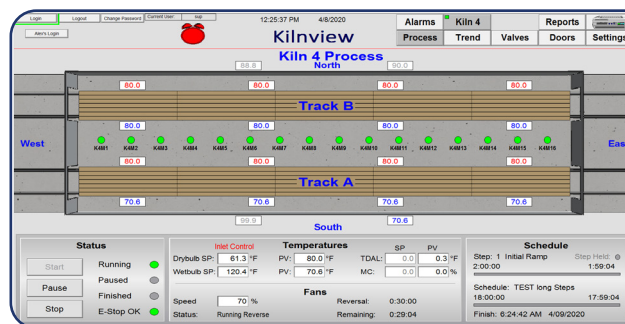 Login Logout Change Password Current User: nup 12:25:37 PM 4/8/2020 Alarms Kiln 4 Reports
Aém's Login Kilnview Process Trend Valves Doors Settings
Kiln 4 Process
88.8 North 90.0
80.0 80.0 80.0 80.0
Track B
80.0 80.0 80.0 80.0
West East
K4M1 K4M2 K4M3 K4M4 K4M5 K4M6 K4M7 K4M8 K4M9 K4M10 K4M11 K4M12 K4M13 K4M14 K4M15 K4M16
80.0 80.0 80.0 80.0
Track A
70.6 70.6 70.6 70.6
99.9 South 70.6
Status
Start Running
Pause Paused
Finished
Stop E-Stop OK
Inlet Control Temperatures SP PV
Drybulb SP: 61.3 °F PV: 80.0 °F TDAL: 0.0 0.3 °F
Wetbulb SP: 120.4 °F PV: 70.6 °F MC: 0.0 0.0 %
Fans
Speed 70 % Reversal: 0:30:00
Status: Running Reverse Remaining: 0:29:04
Schedule
Step: 1 Initial Ramp Step Held:
2:00:00 1:59:04
Schedule: TEST long Steps
18:00:00 17:59:04
Finish: 6:24:42 AM 4/09/2020